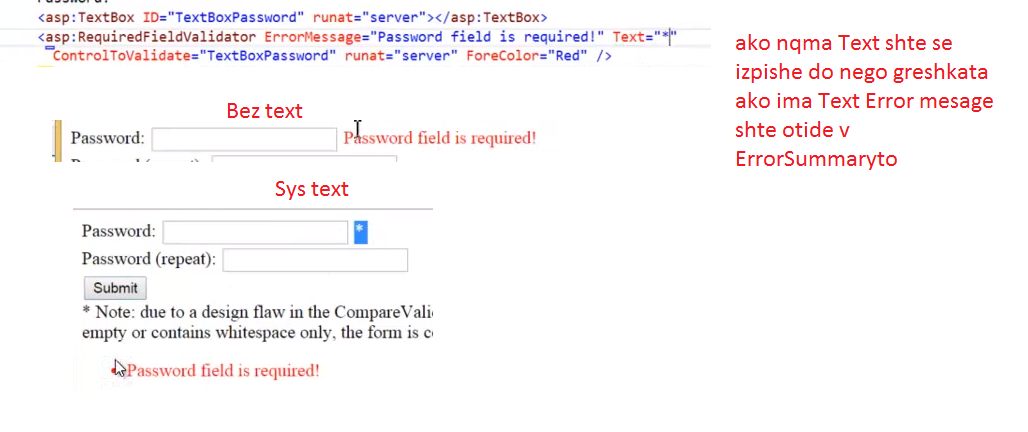 <asp:TextBox ID="TextBoxPassword" runat="server"></asp:TextBox>
<asp:RequiredFieldValidator ErrorMessage="Password field is required!" Text="*"
ControlToValidate="TextBoxPassword" runat="server" ForeColor="Red" />
ako nqma Text shte se
izpishe do nego greshkata
ako ima Text Error mesage
shte otide v
ErrorSummaryto
Bez text
Password: Password field is required!
Sys text
Password: *
Password (repeat):
Submit
* Note: due to a design flaw in the CompareVali
empty or contains whitespace only, the form is c
Password field is required!